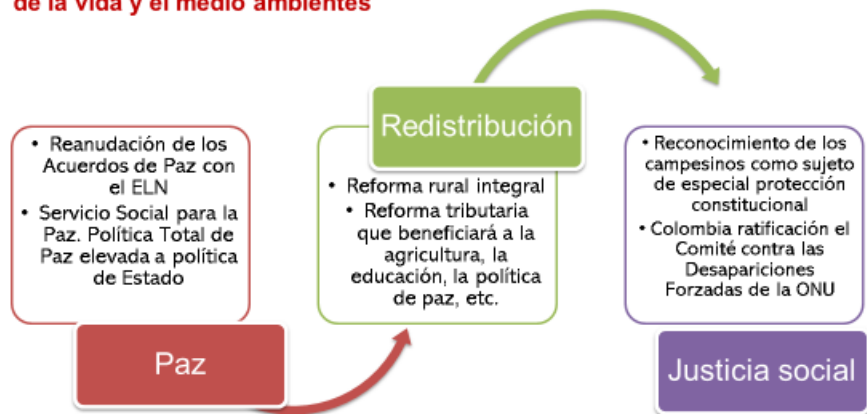 de la vida y el medio ambientes
Redistribución
• Reanudación de los
Acuerdos de Paz con
el ELN
• Servicio Social para la
Paz. Política Total de
Paz elevada a política
de Estado
Paz
• Reforma rural integral
• Reforma tributaria
que beneficiará a la
agricultura, la
educación, la política
de paz, etc.
• Reconocimiento de los
campesinos como sujeto
de especial protección
constitucional
• Colombia ratificación el
Comité contra las
Desapariciones
Forzadas de la ONU
Justicia social